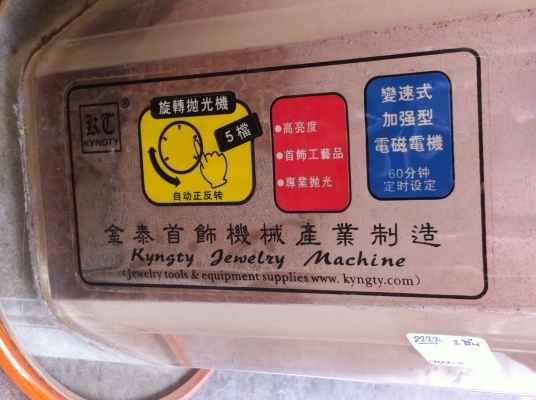 KT
®
KYNGTY
旋轉抛光機
5檔
自动正反转
●高亮度
●首飾工藝品
●專業抛光
變速式
加强型
電磁電機
60分钟
定时设定
金泰首飾機械產業制造
Kyngty Jewelry Machine
(Jewelry tools & equipment supplies www. kyngty.com)
2222